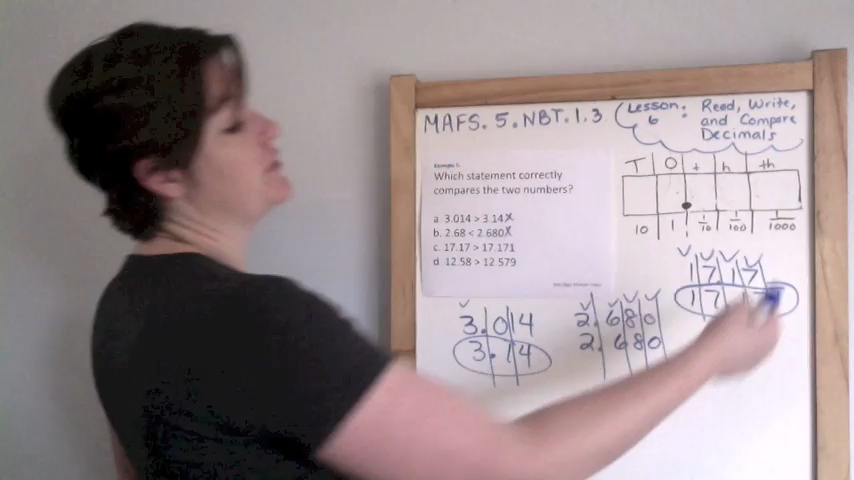 MAFS.5.NBT.1.3
Lesson 6: Read, Write,
and Compare
Decimals
Example 1.
Which statement correctly
compares the two numbers?
a 3.014 > 3.14 X
b. 2.68 < 2.680 X
c. 17.17 > 17.171
d. 12.58 > 12.579
T O t h th
10 1 1/10 1/100 1/1000
3.014
3.14
2.680
2.680
17.17
17